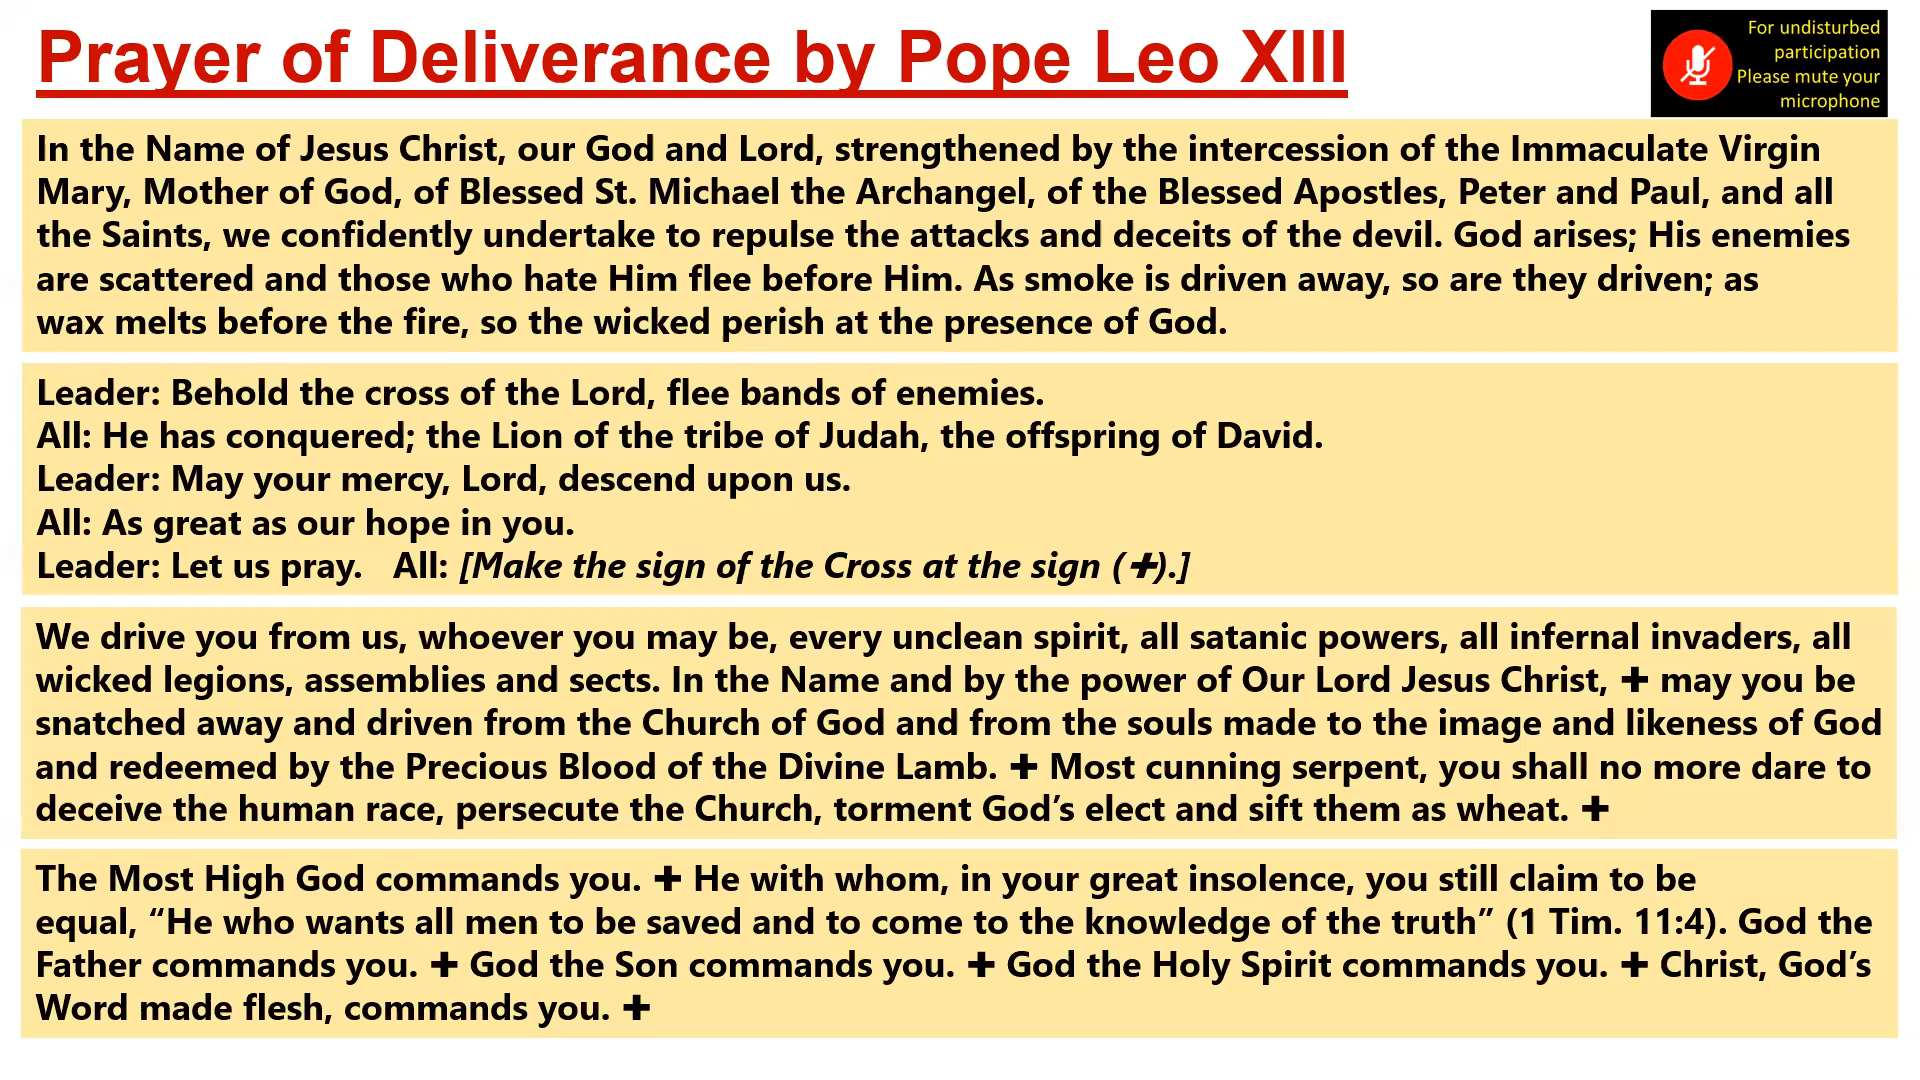 Prayer of Deliverance by Pope Leo XIII
For undisturbed
participation
Please mute your
microphone
In the Name of Jesus Christ, our God and Lord, strengthened by the intercession of the Immaculate Virgin
Mary, Mother of God, of Blessed St. Michael the Archangel, of the Blessed Apostles, Peter and Paul, and all
the Saints, we confidently undertake to repulse the attacks and deceits of the devil. God arises; His enemies
are scattered and those who hate Him flee before Him. As smoke is driven away, so are they driven; as
wax melts before the fire, so the wicked perish at the presence of God.
Leader: Behold the cross of the Lord, flee bands of enemies.
All: He has conquered; the Lion of the tribe of Judah, the offspring of David.
Leader: May your mercy, Lord, descend upon us.
All: As great as our hope in you.
Leader: Let us pray.   All: [Make the sign of the Cross at the sign (✚).]
We drive you from us, whoever you may be, every unclean spirit, all satanic powers, all infernal invaders, all
wicked legions, assemblies and sects. In the Name and by the power of Our Lord Jesus Christ, ✚ may you be
snatched away and driven from the Church of God and from the souls made to the image and likeness of God
and redeemed by the Precious Blood of the Divine Lamb. ✚ Most cunning serpent, you shall no more dare to
deceive the human race, persecute the Church, torment God’s elect and sift them as wheat. ✚
The Most High God commands you. ✚ He with whom, in your great insolence, you still claim to be
equal, “He who wants all men to be saved and to come to the knowledge of the truth” (1 Tim. 11:4). God the
Father commands you. ✚ God the Son commands you. ✚ God the Holy Spirit commands you. ✚ Christ, God’s
Word made flesh, commands you. ✚